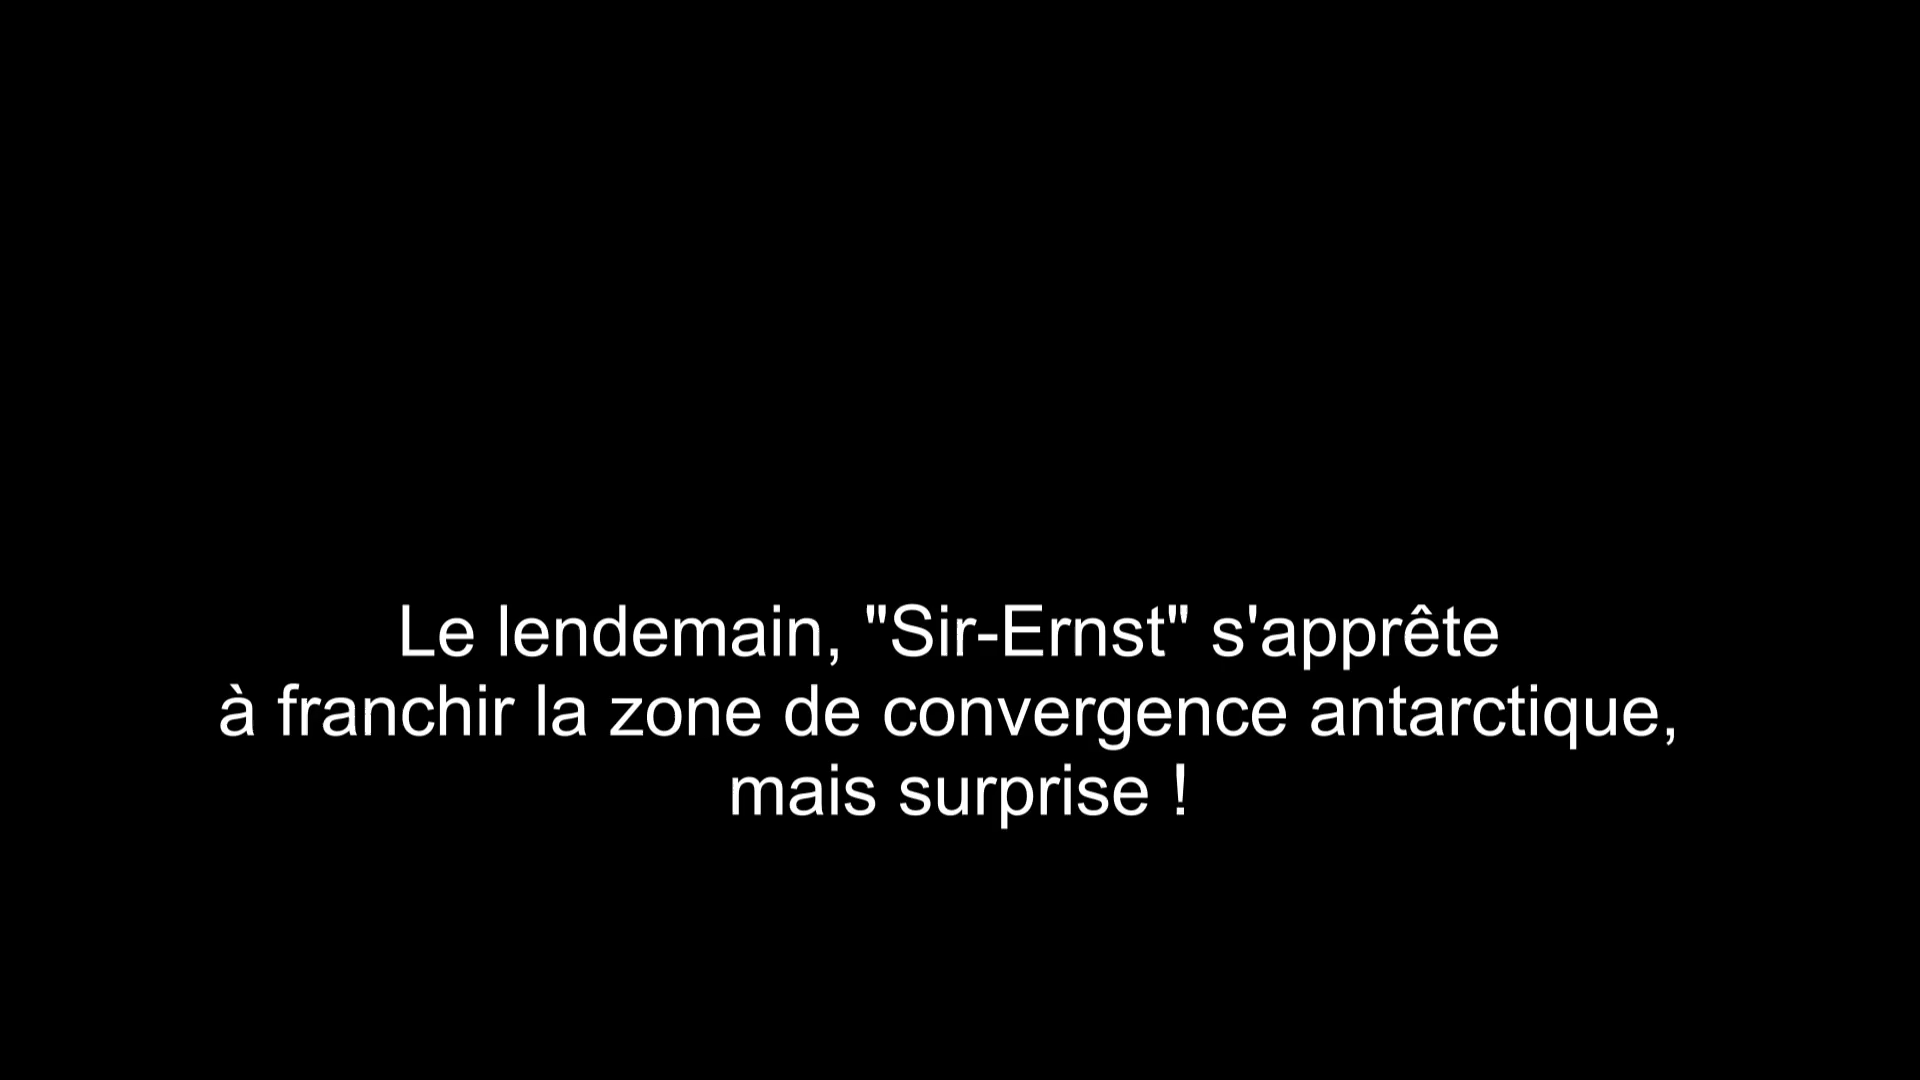 Le lendemain, "Sir-Ernst" s'apprête
à franchir la zone de convergence antarctique,
mais surprise !